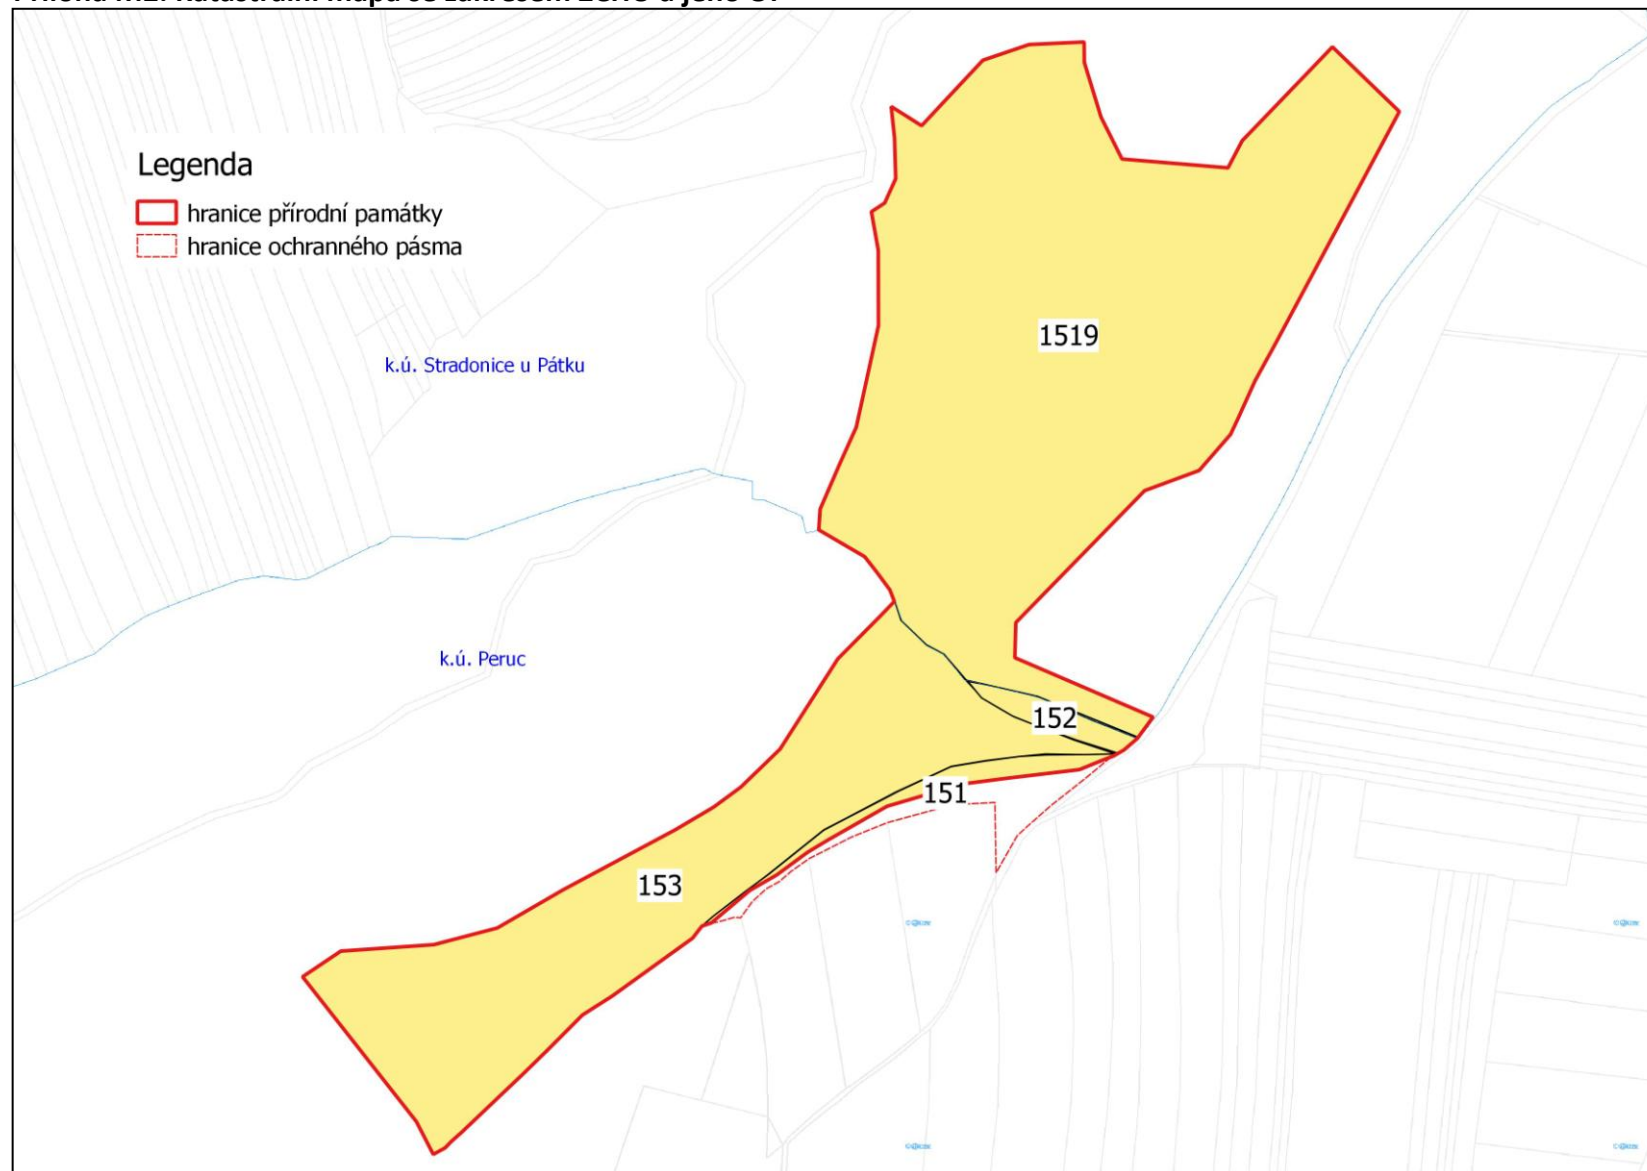 Legenda
hranice přírodní památky
hranice ochranného pásma
1519
k.ú. Stradonice u Pátku
k.ú. Peruc
152
151
153